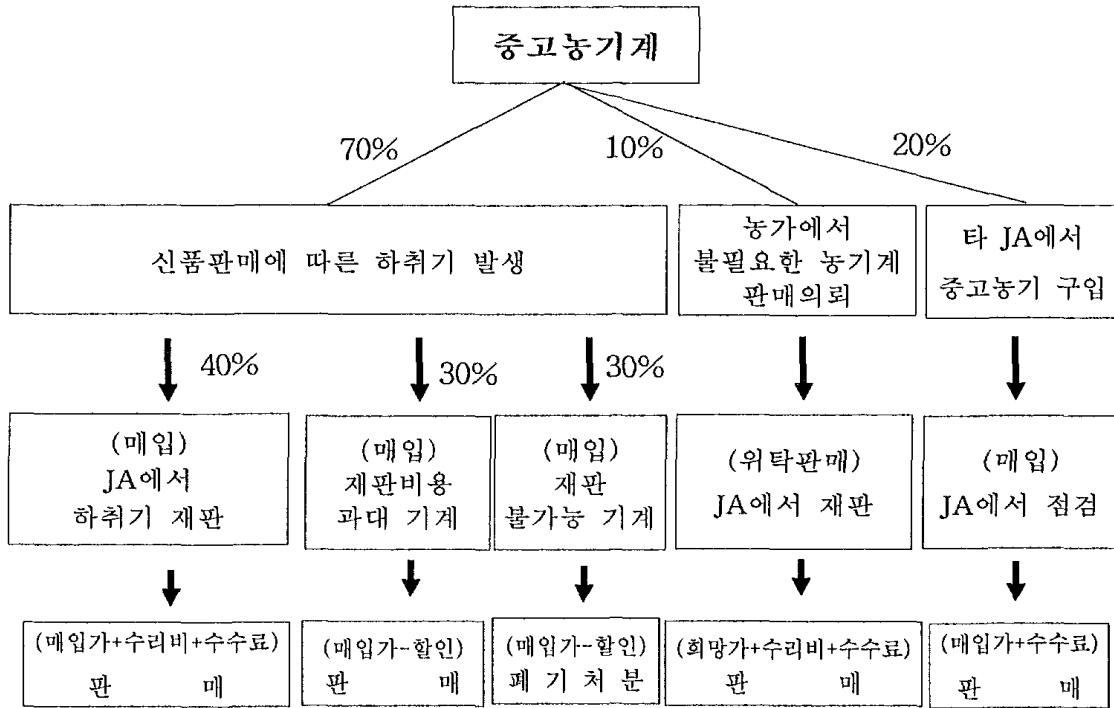 중고농기계
70%
10%
20%
신품판매에 따른 하취기 발생
농가에서
불필요한 농기계
판매의뢰
타 JA에서
중고농기 구입
40%
30%
30%
(매입)
JA에서
하취기 재판
(매입)
재판비용
과대 기계
(매입)
재판
불가능 기계
(위탁판매)
JA에서 재판
(매입)
JA에서 점검
(매입가+수리비+수수료)
판 매
(매입가-할인)
판 매
(매입가-할인)
폐기처분
(희망가+수리비+수수료)
판 매
(매입가+수수료)
판 매